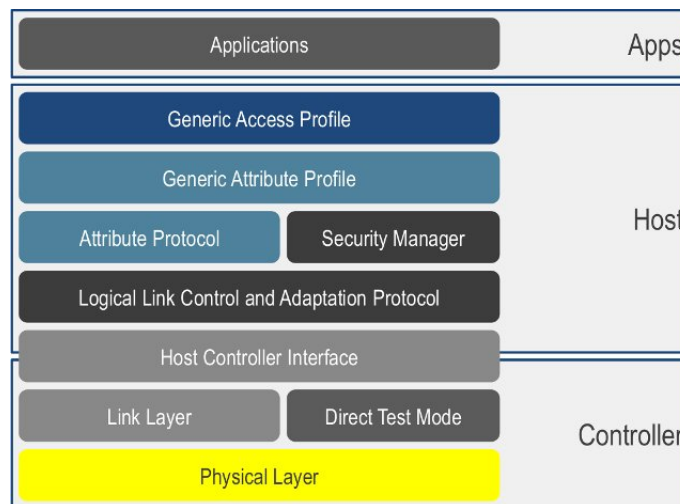 Applications
Apps
Generic Access Profile
Generic Attribute Profile
Host
Attribute Protocol
Security Manager
Logical Link Control and Adaptation Protocol
Host Controller Interface
Link Layer
Direct Test Mode
Controller
Physical Layer